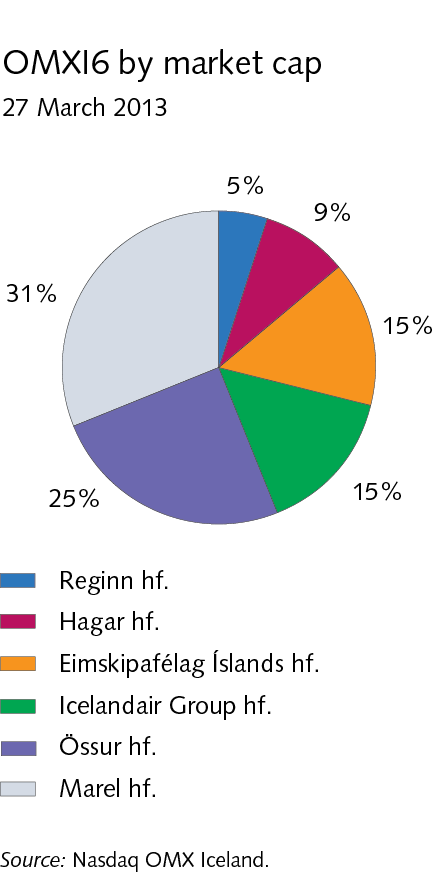 OMXI6 by market cap
27 March 2013
5%
9%
15%
15%
25%
31%
Reginn hf.
Hagar hf.
Eimskipafélag Íslands hf.
Icelandair Group hf.
Össur hf.
Marel hf.
Source: Nasdaq OMX Iceland.